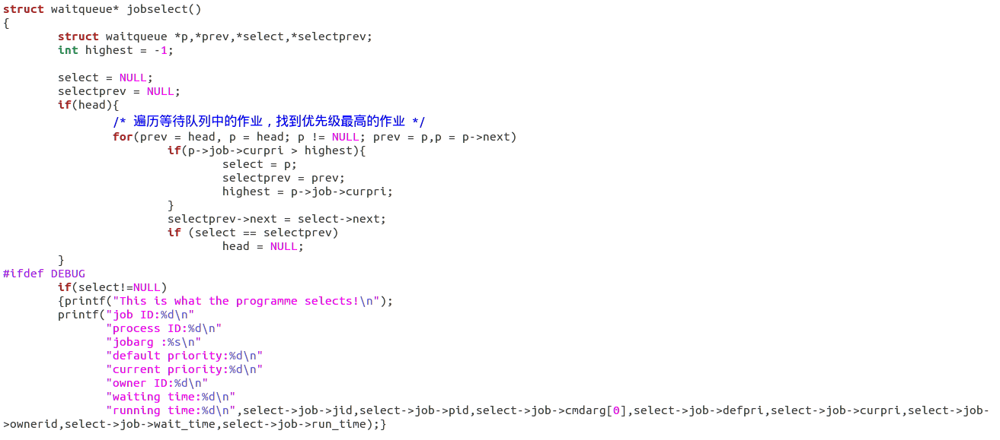 struct waitqueue* jobselect()
{
        struct waitqueue *p,*prev,*select,*selectprev;
        int highest = -1;

        select = NULL;
        selectprev = NULL;
        if(head){
                /* 遍历等待队列中的作业，找到优先级最高的作业 */
                for(prev = head, p = head; p != NULL; prev = p,p = p->next)
                        if(p->job->curpri > highest){
                                select = p;
                                selectprev = prev;
                                highest = p->job->curpri;
                        }
                        selectprev->next = select->next;
                        if (select == selectprev)
                                head = NULL;
        }
#ifdef DEBUG
        if(select!=NULL)
        {printf("This is what the programme selects!\n");
        printf("job ID:%d\n"
               "process ID:%d\n"
               "jobarg :%s\n"
               "default priority:%d\n"
               "current priority:%d\n"
               "owner ID:%d\n"
               "waiting time:%d\n"
               "running time:%d\n",select->job->jid,select->job->pid,select->job->cmdarg[0],select->job->defpri,select->job->curpri,select->job-
>ownerid,select->job->wait_time,select->job->run_time);}